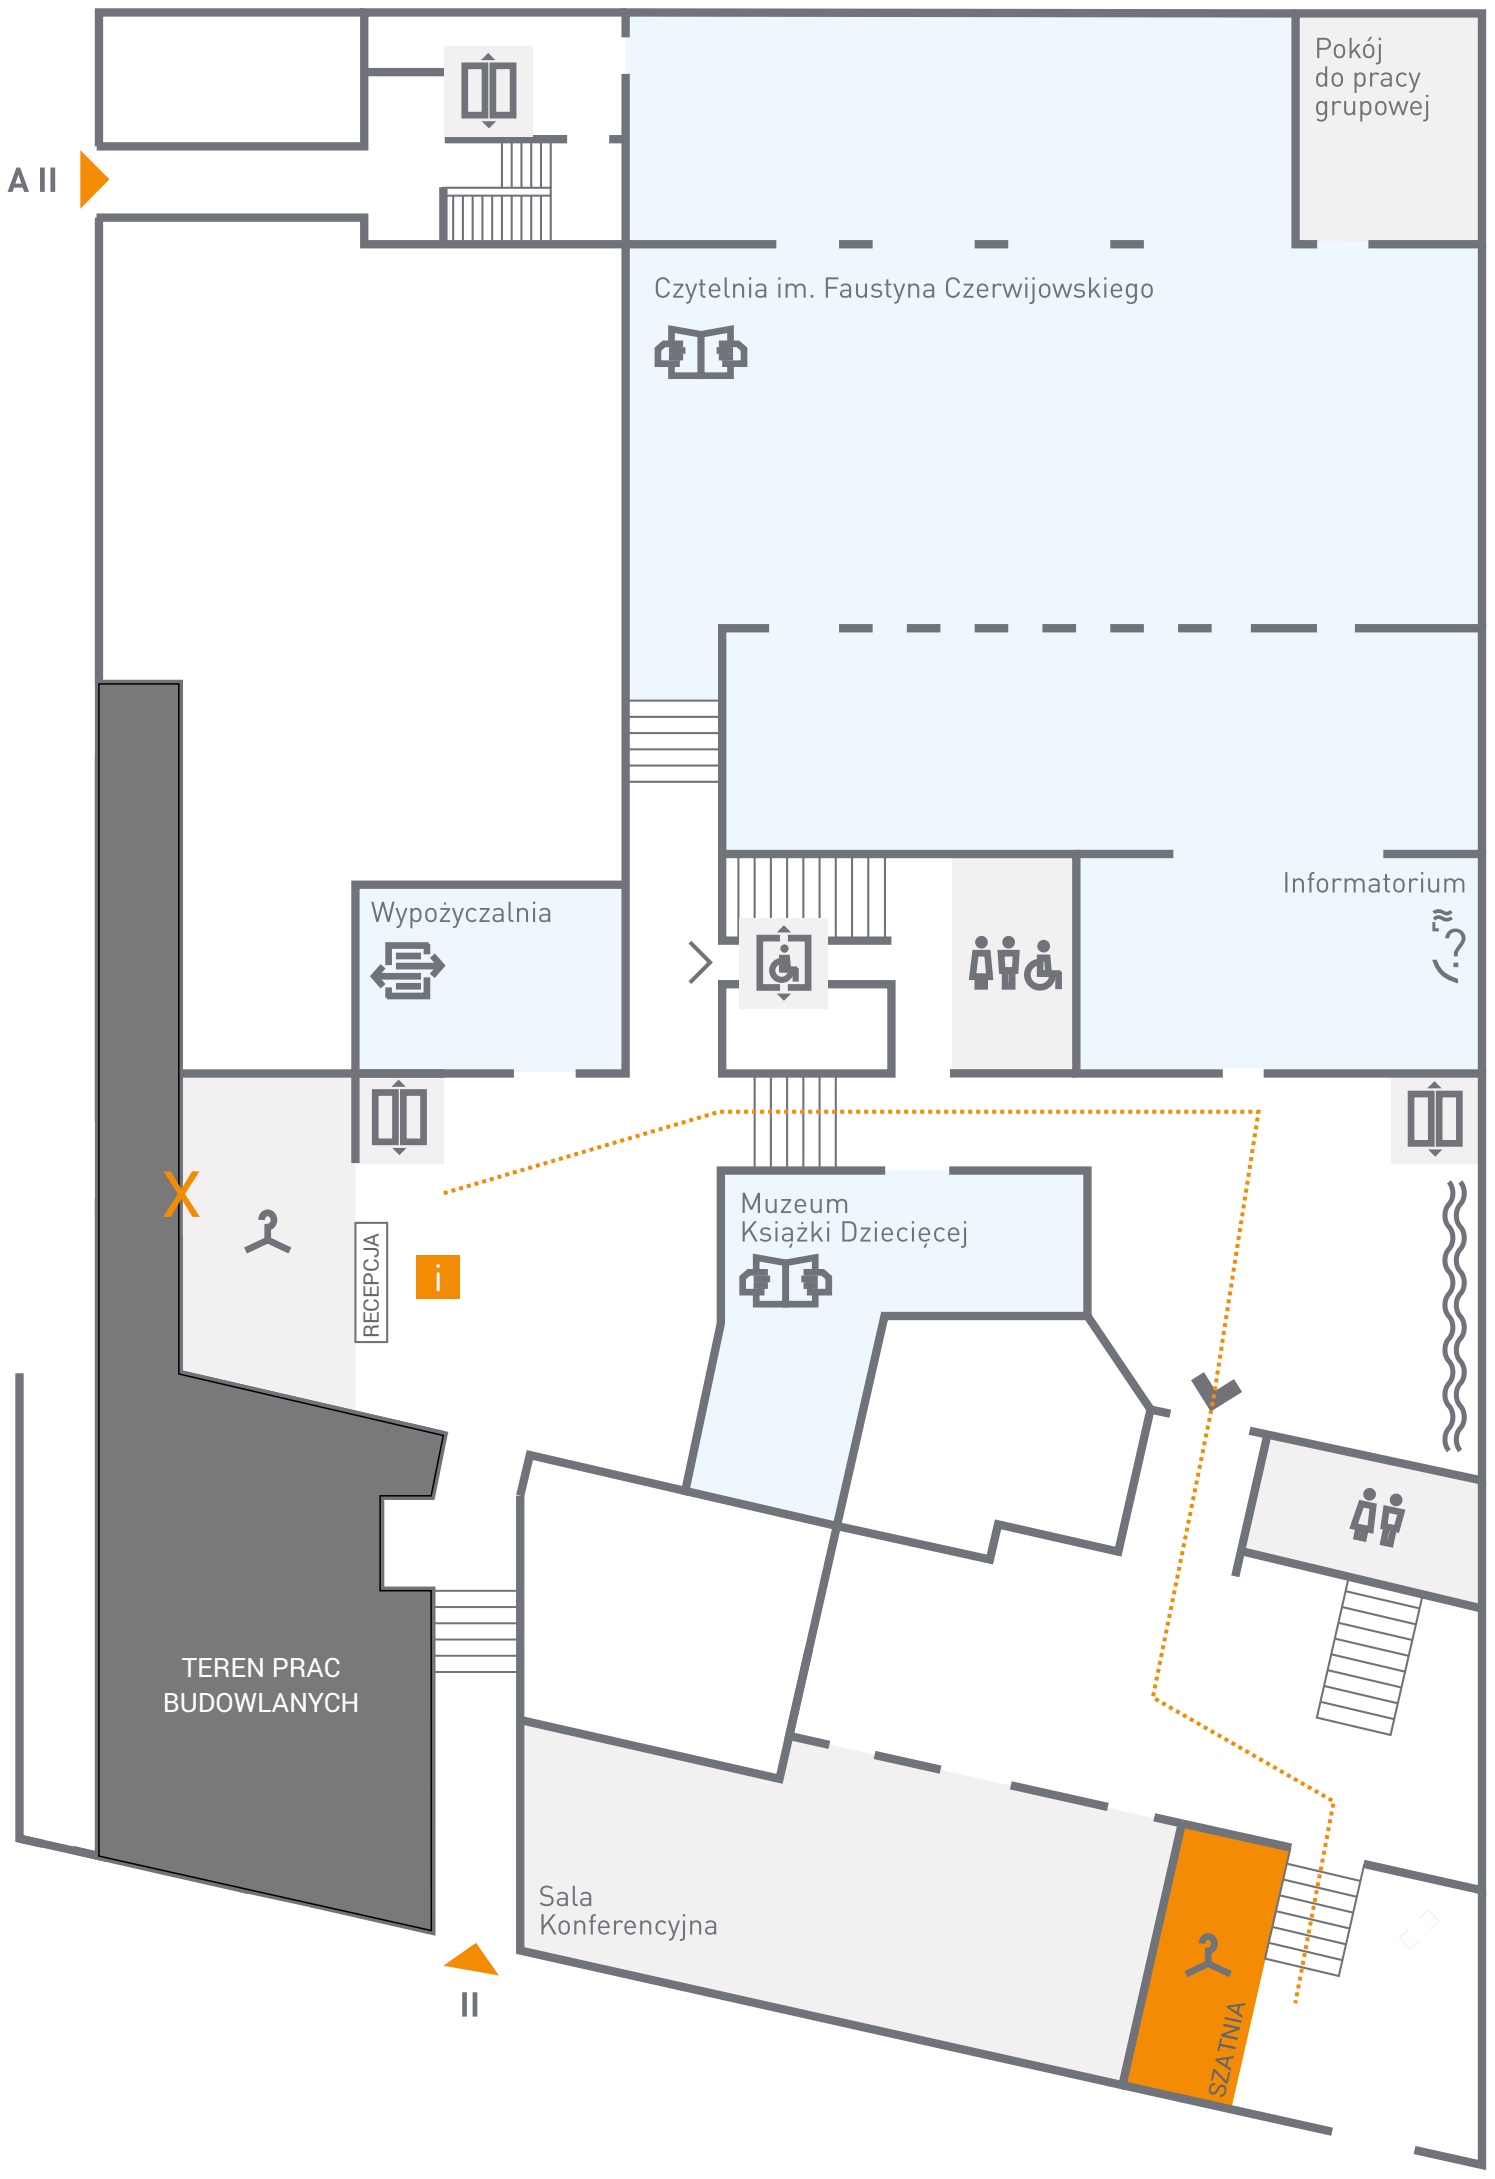 Pokój
do pracy
grupowej
A II
Czytelnia im. Faustyna Czerwijowskiego
Informatorium
?
Wypożyczalnia
X
RECEPCJA
i
Muzeum
Książki Dziecięcej
TEREN PRAC
BUDOWLANYCH
Sala
Konferencyjna
SZATNIA
II